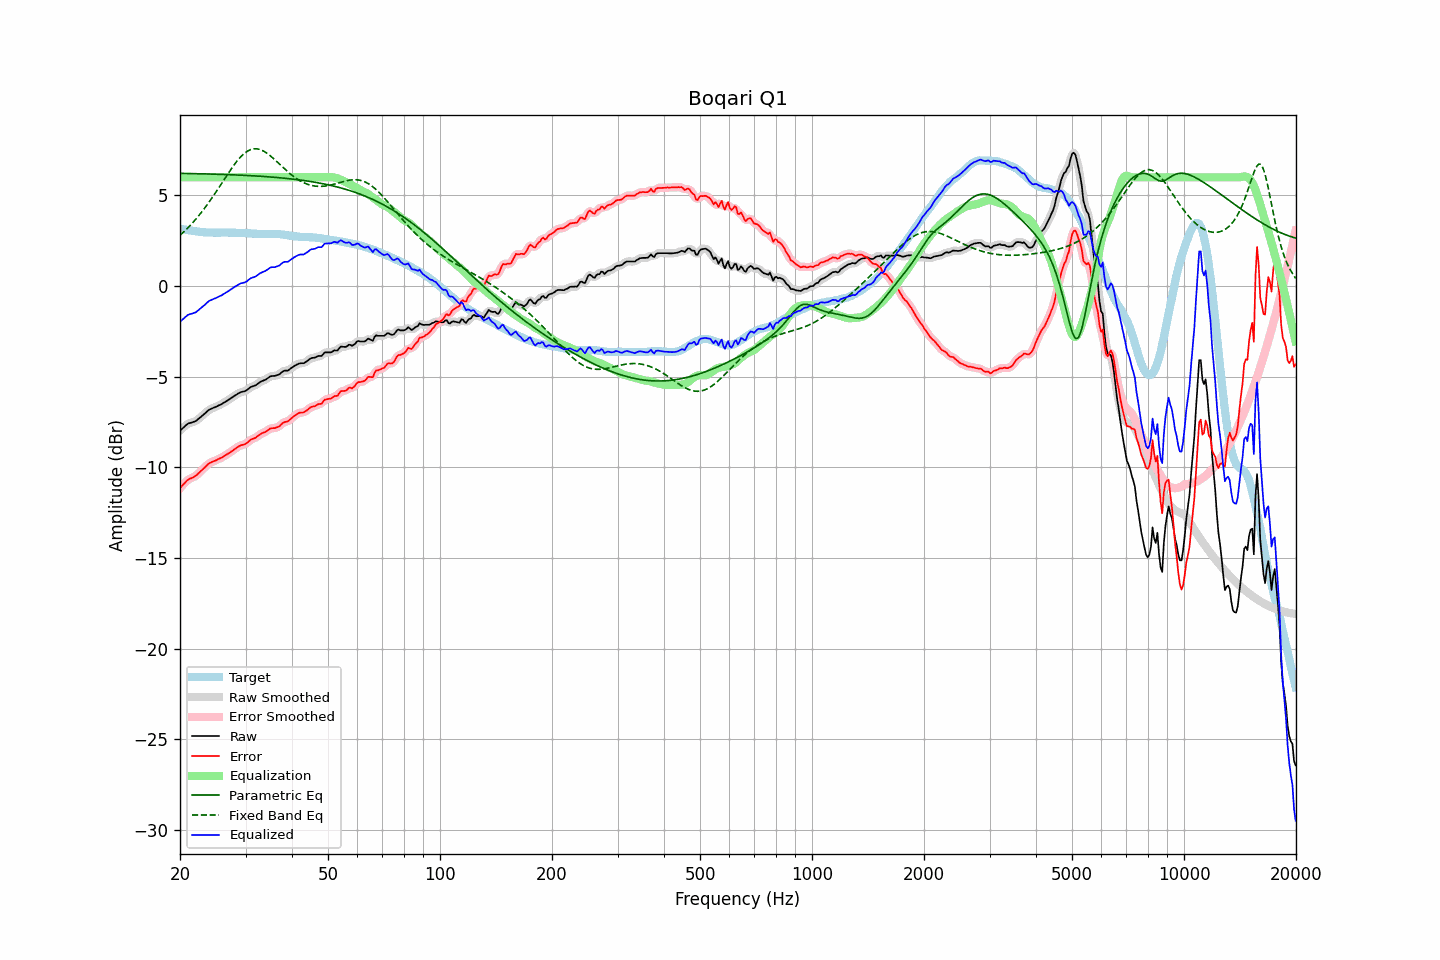 Boqari Q1
Amplitude (dBr)
5
0
−5
−10
−15
−20
−25
−30
Target
Raw Smoothed
Error Smoothed
Raw
Error
Equalization
Parametric Eq
Fixed Band Eq
Equalized
20 50 100 200 500 1000 2000 5000 10000 20000
Frequency (Hz)